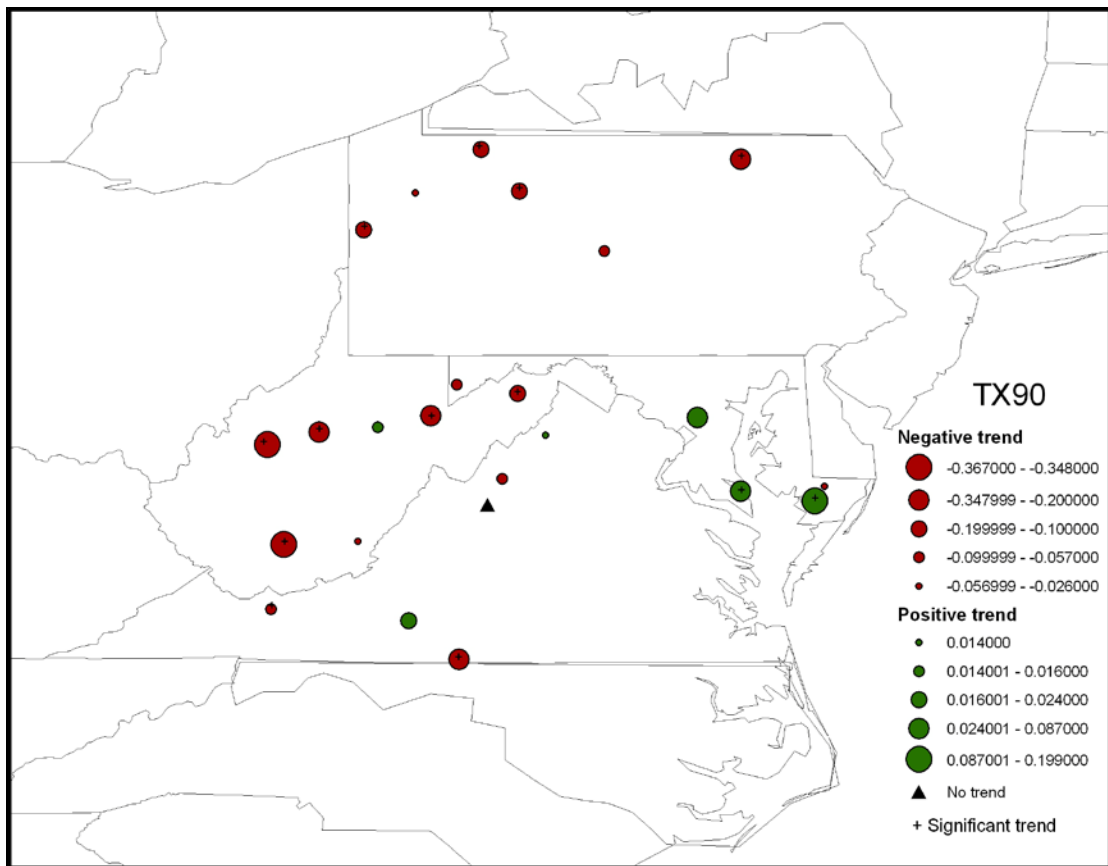 TX90
Negative trend
-0.367000 - -0.348000
-0.347999 - -0.200000
-0.199999 - -0.100000
-0.099999 - -0.057000
-0.056999 - -0.026000
Positive trend
0.014000
0.014001 - 0.016000
0.016001 - 0.024000
0.024001 - 0.087000
0.087001 - 0.199000
No trend
+ Significant trend